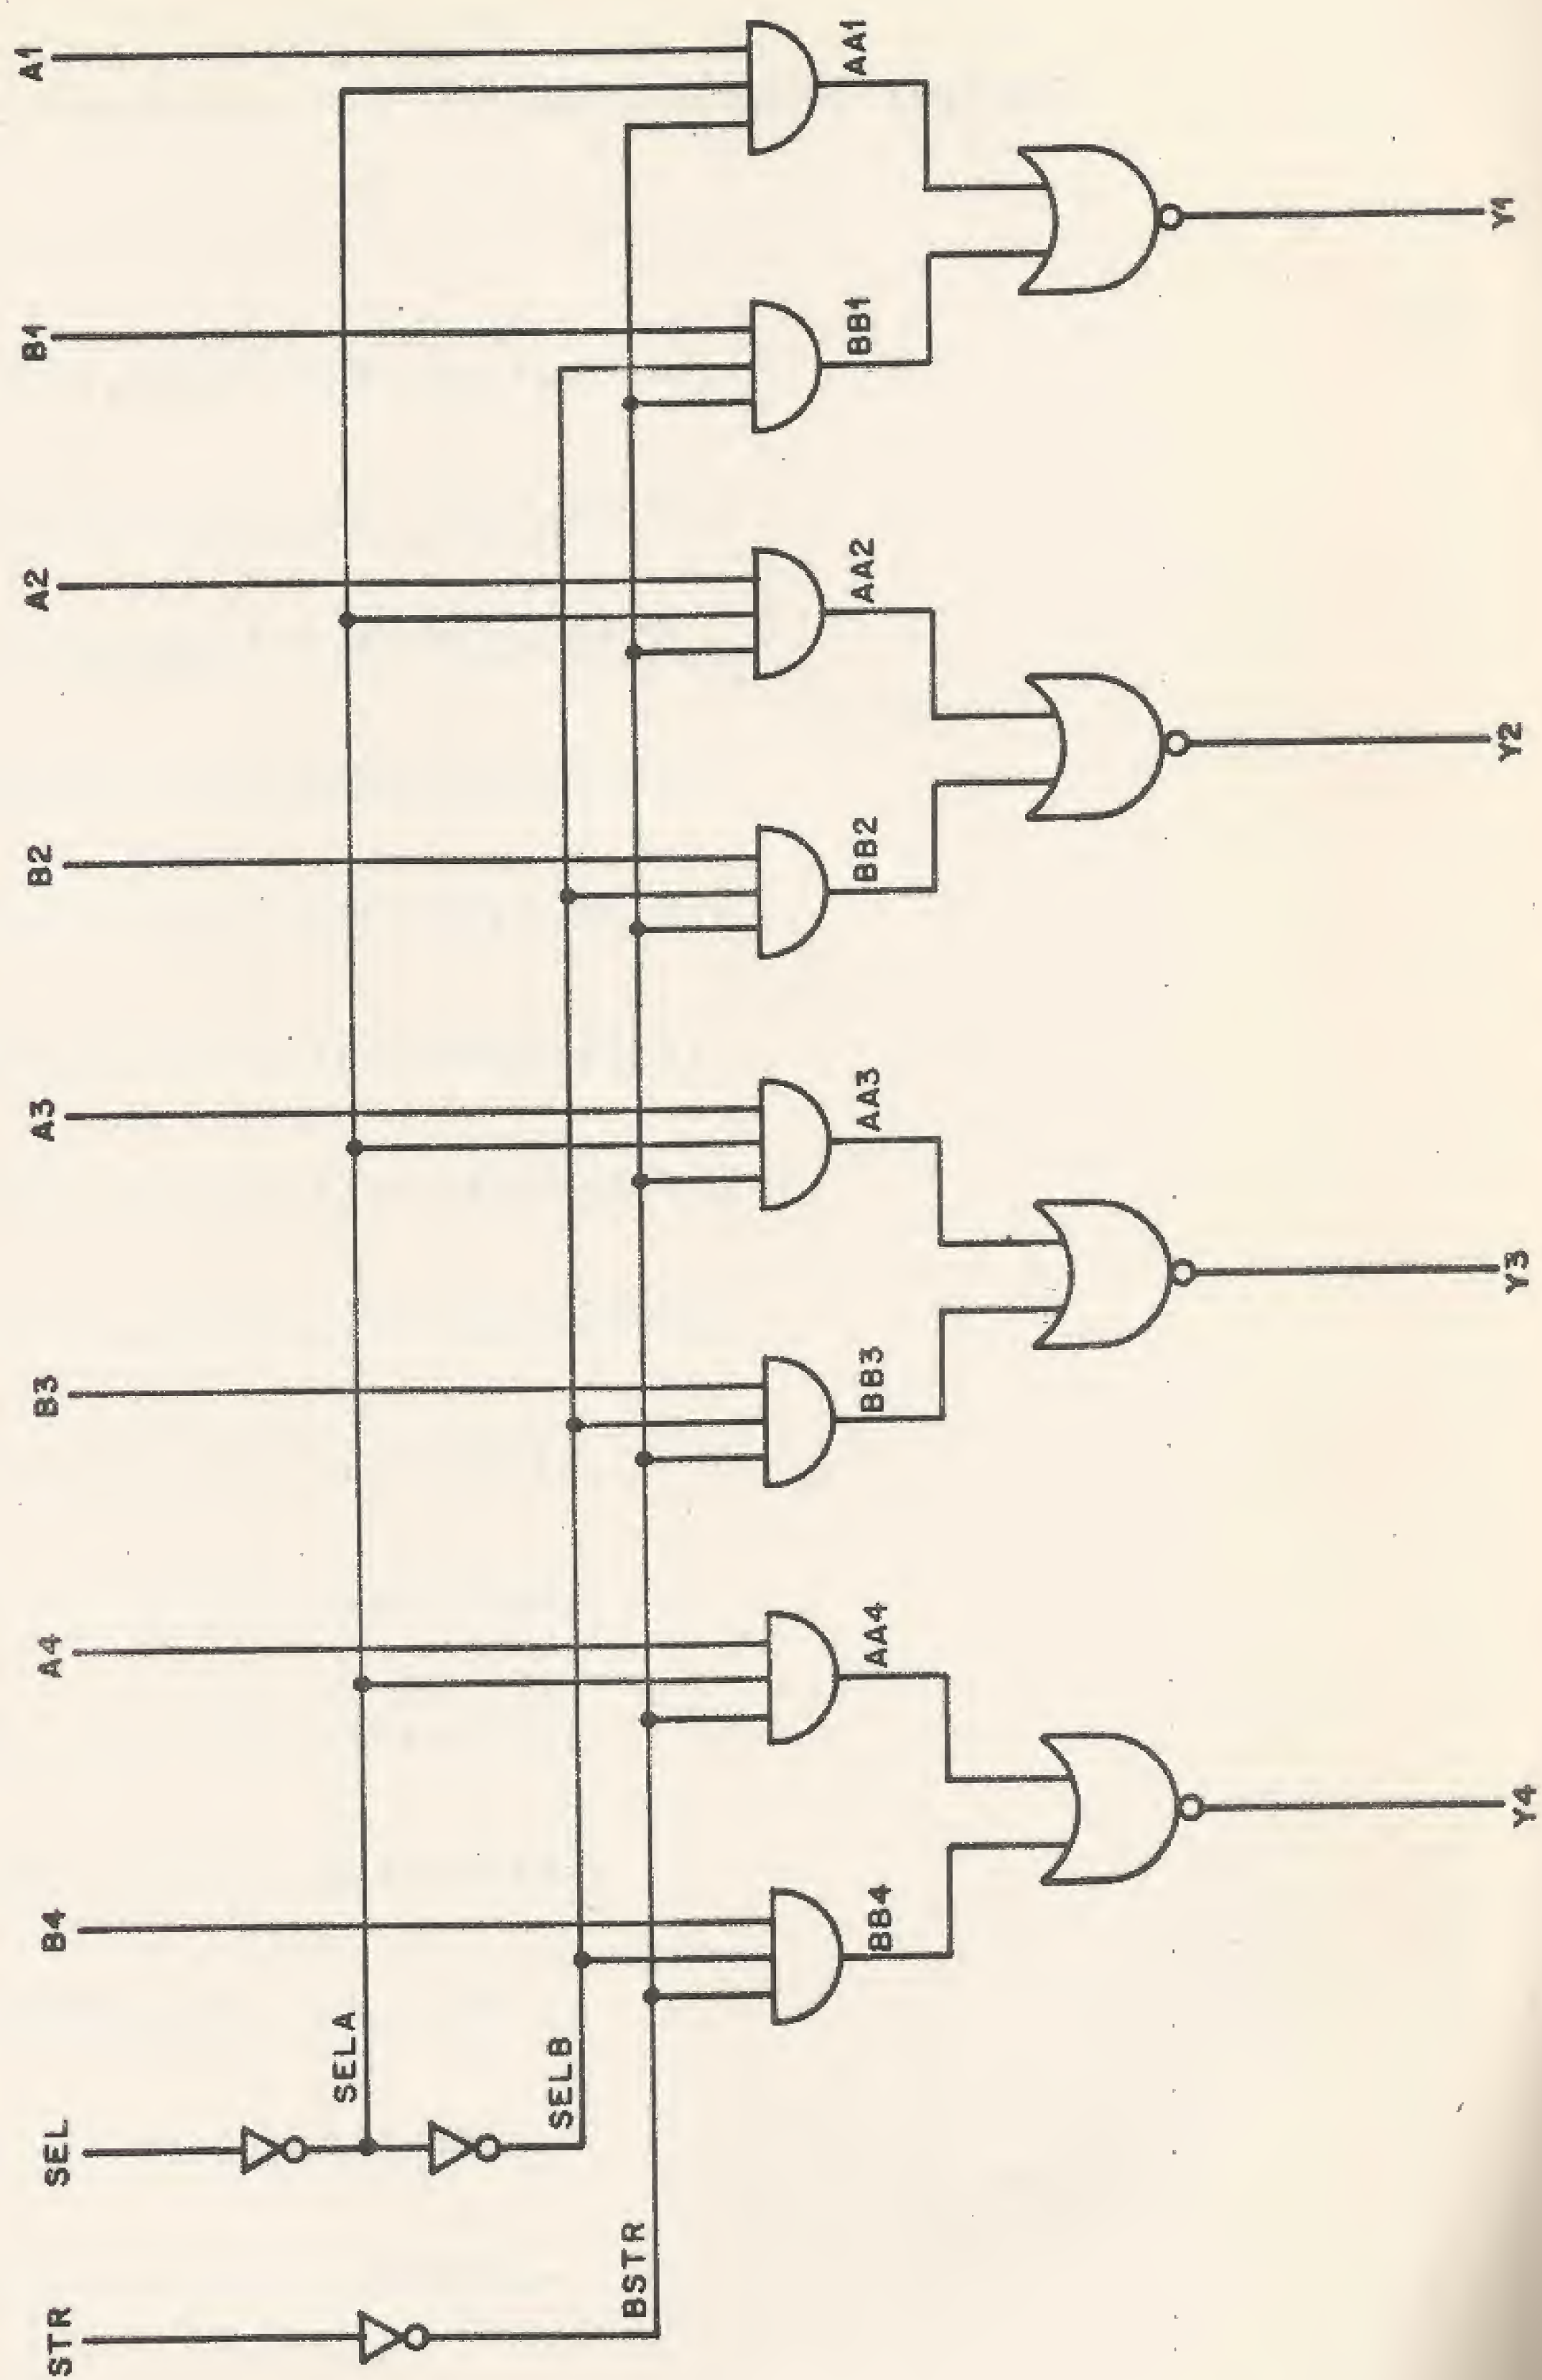 A1
B1
A2
B2
A3
B3
A4
B4
SEL
STR
SELA
SELB
BSTR
AA1
BB1
AA2
BB2
AA3
BB3
AA4
BB4
Y1
Y2
Y3
Y4